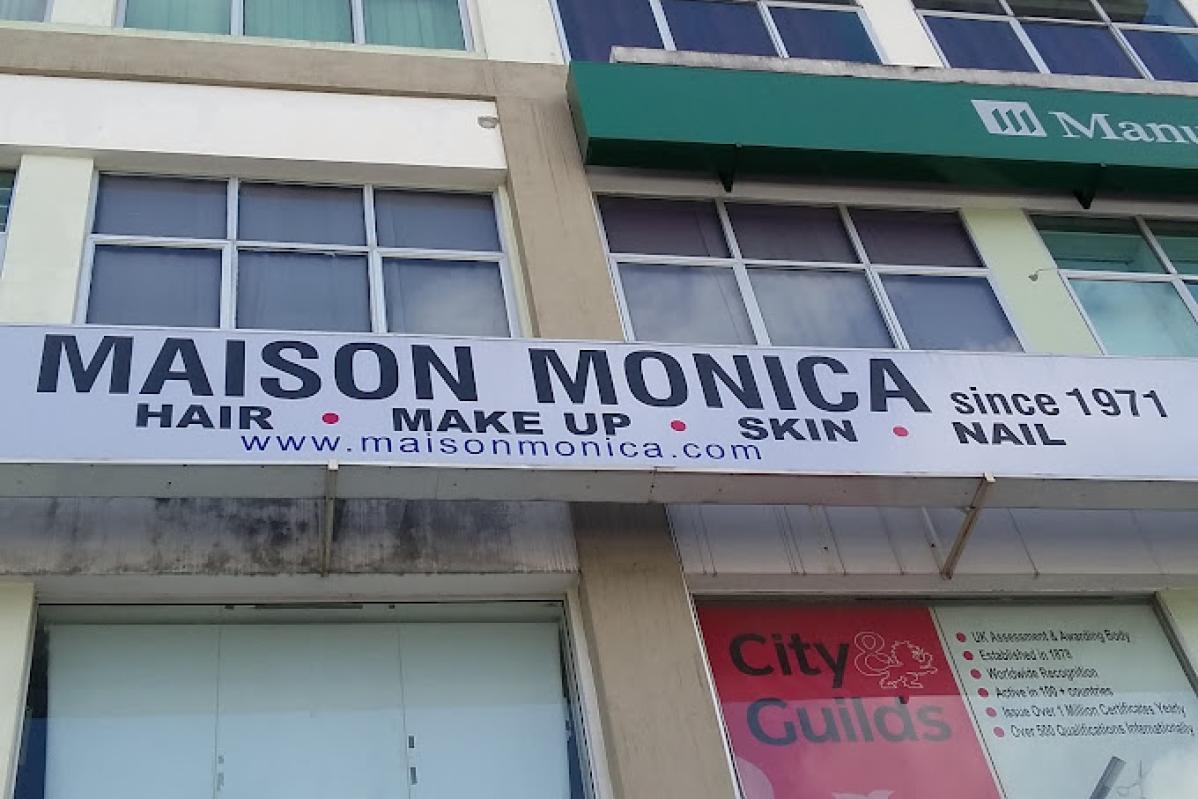 Manu
MAISON MONICA since 1971
HAIR • MAKE UP • SKIN • NAIL
www.maisonmonica.com
City &
Guilds
• UK Assessment & Awarding Body
• Established in 1878
• Worldwide Recognition
• Active in 100 + countries
• Issue Over 1 Million Certificates Yearly
• Over 500 Qualifications Internationally